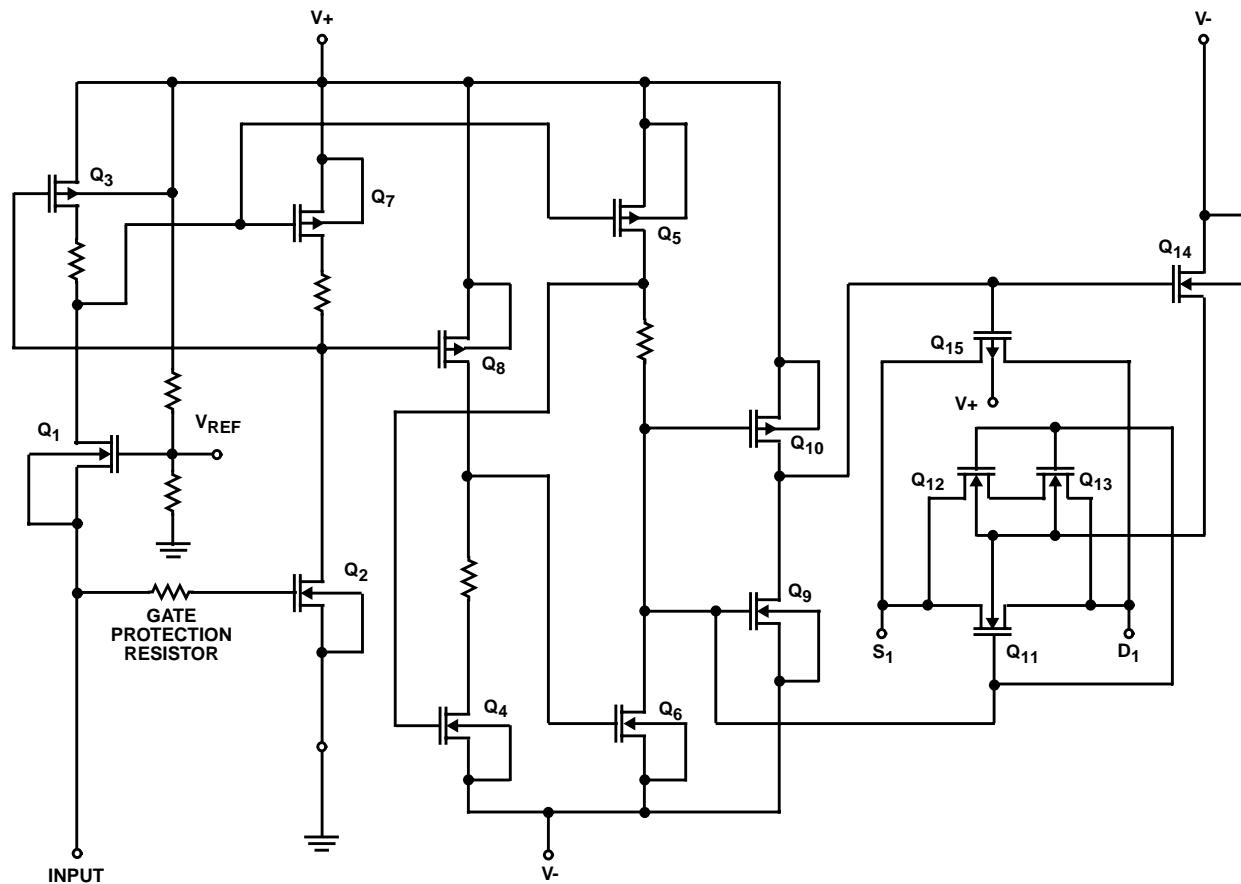 V+
V-
Q3
Q7
Q5
Q14
Q15
Q8
V+
Q1
VREF
Q10
Q12
Q13
Q2
Q9
GATE
PROTECTION
RESISTOR
S1
Q11
D1
Q4
Q6
INPUT
V-